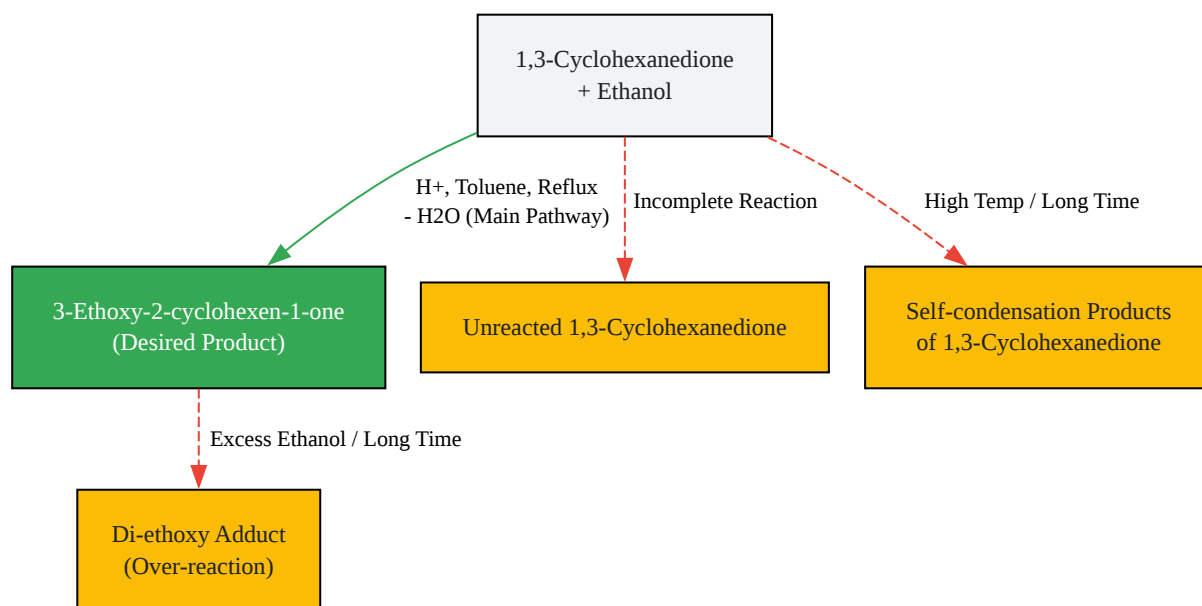 1,3-Cyclohexanedione
+ Ethanol
H+, Toluene, Reflux
- H2O (Main Pathway)
Incomplete Reaction
High Temp / Long Time
3-Ethoxy-2-cyclohexen-1-one
(Desired Product)
Unreacted 1,3-Cyclohexanedione
Self-condensation Products
of 1,3-Cyclohexanedione
Excess Ethanol / Long Time
Di-ethoxy Adduct
(Over-reaction)